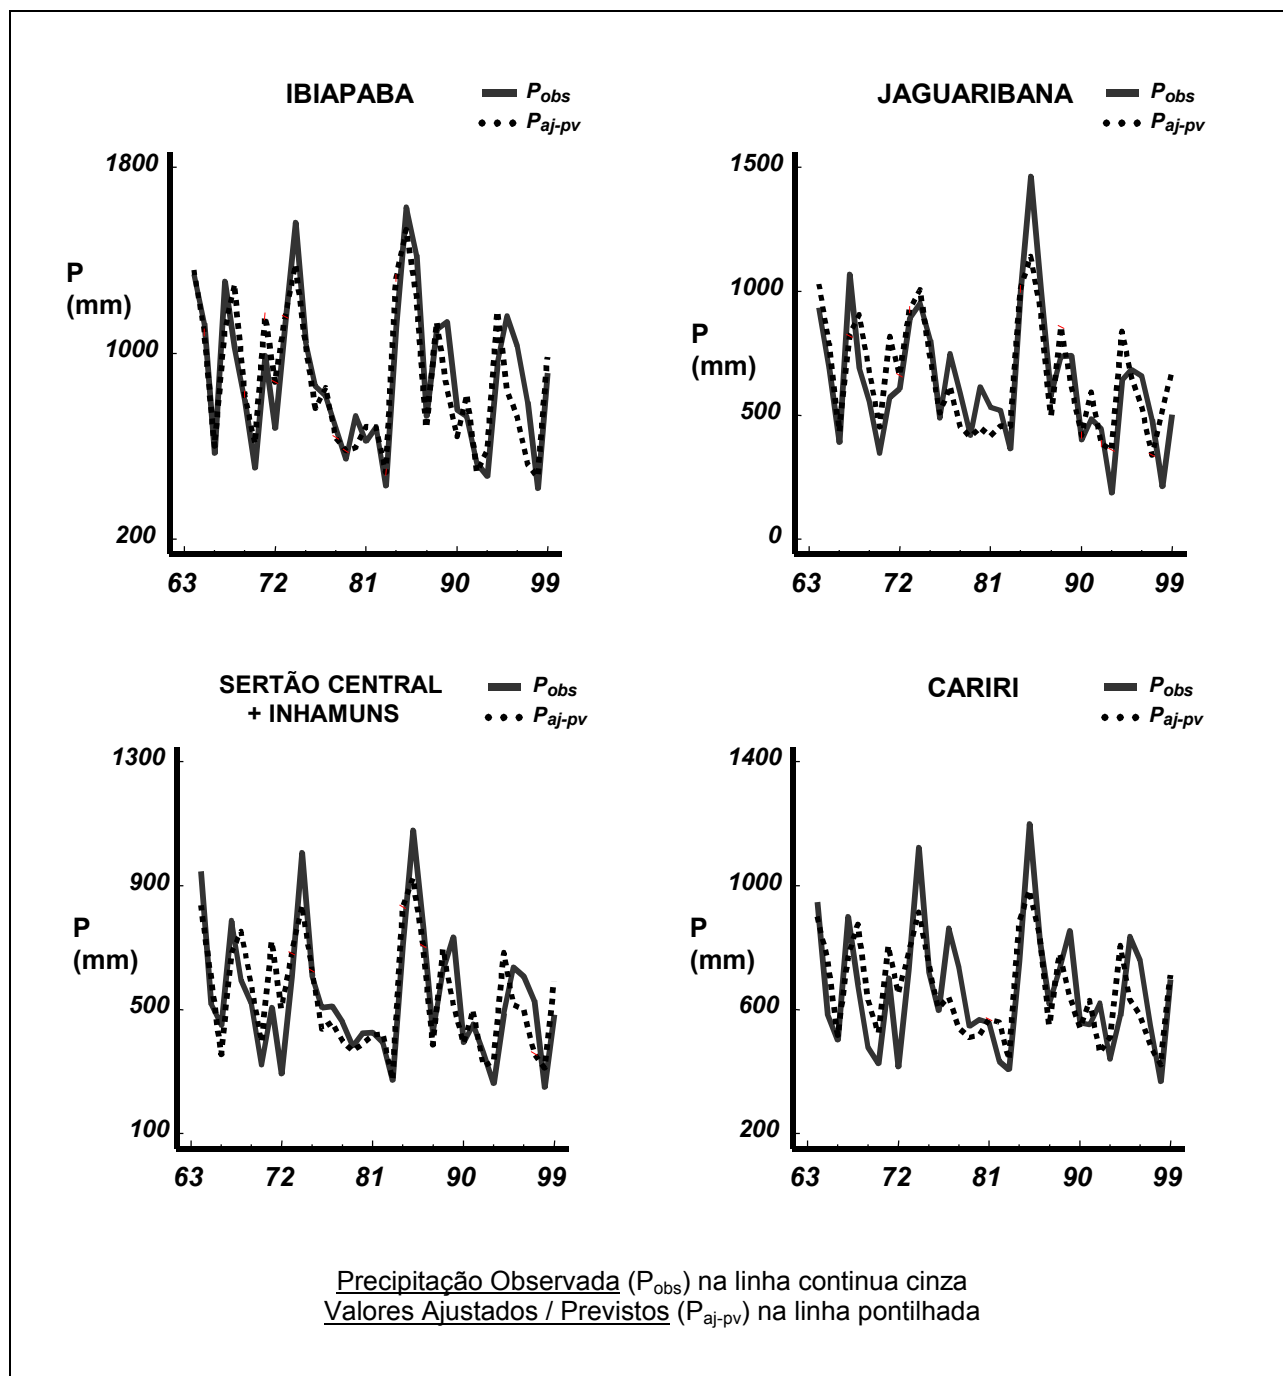 IBIAPABA
Pobs
Paj-pv
1800
P
(mm)
1000
200
63 72 81 90 99
JAGUARIBANA
Pobs
Paj-pv
1500
1000
P
(mm)
500
0
63 72 81 90 99
SERTÃO CENTRAL
+ INHAMUNS
Pobs
Paj-pv
1300
900
P
(mm)
500
100
63 72 81 90 99
CARIRI
Pobs
Paj-pv
1400
1000
P
(mm)
600
200
63 72 81 90 99
Precipitação Observada (Pobs) na linha continua cinza
Valores Ajustados / Previstos (Paj-pv) na linha pontilhada